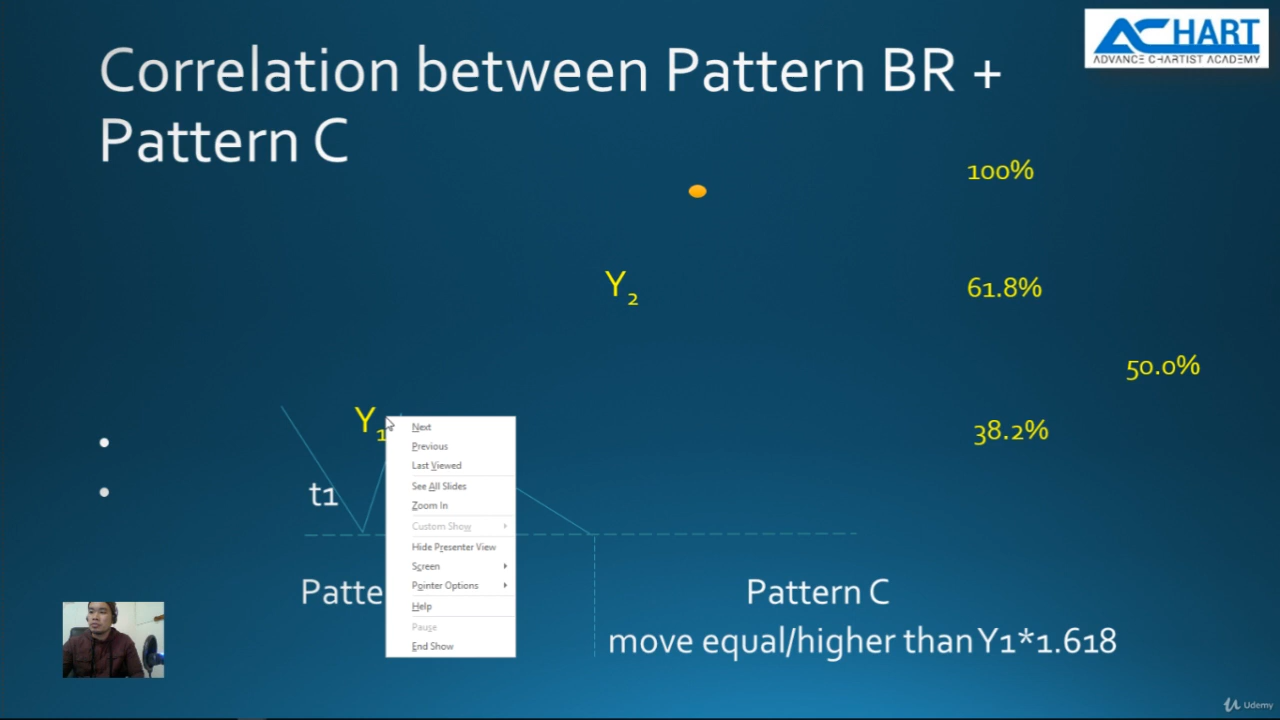 ACHART
ADVANCE CHARTIST ACADEMY
Correlation between Pattern BR +
Pattern C
100%
Y2
61.8%
50.0%
Y1
38.2%
t1
Next
Previous
Last Viewed
See All Slides
Zoom In
Custom Show
Hide Presenter View
Screen
Pointer Options
Help
Pause
End Show
Patte
Pattern C
move equal/higher than Y1*1.618
Udemy